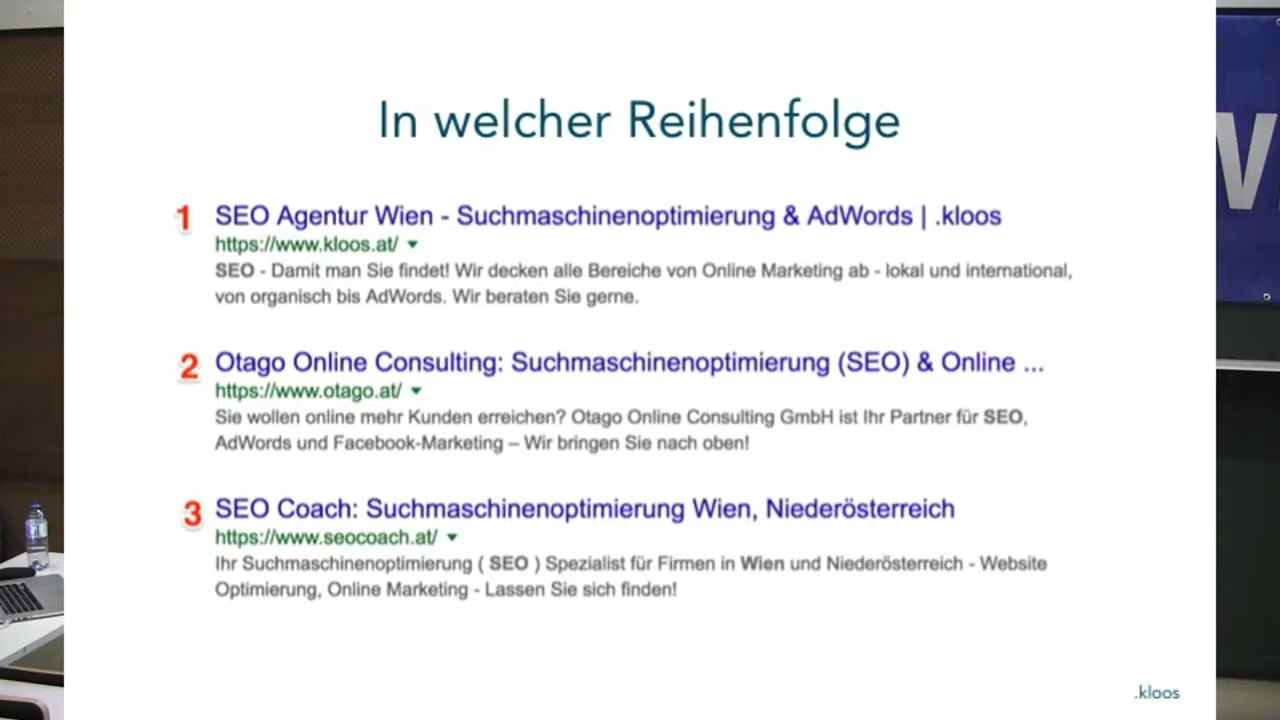 In welcher Reihenfolge
1 SEO Agentur Wien - Suchmaschinenoptimierung & AdWords | .kloos
https://www.kloos.at/
SEO - Damit man Sie findet! Wir decken alle Bereiche von Online Marketing ab - lokal und international,
von organisch bis AdWords. Wir beraten Sie gerne.
2 Otago Online Consulting: Suchmaschinenoptimierung (SEO) & Online ...
https://www.otago.at/
Sie wollen online mehr Kunden erreichen? Otago Online Consulting GmbH ist Ihr Partner für SEO,
AdWords und Facebook-Marketing – Wir bringen Sie nach oben!
3 SEO Coach: Suchmaschinenoptimierung Wien, Niederösterreich
https://www.seocoach.at/
Ihr Suchmaschinenoptimierung ( SEO ) Spezialist für Firmen in Wien und Niederösterreich - Website
Optimierung, Online Marketing - Lassen Sie sich finden!
.kloos